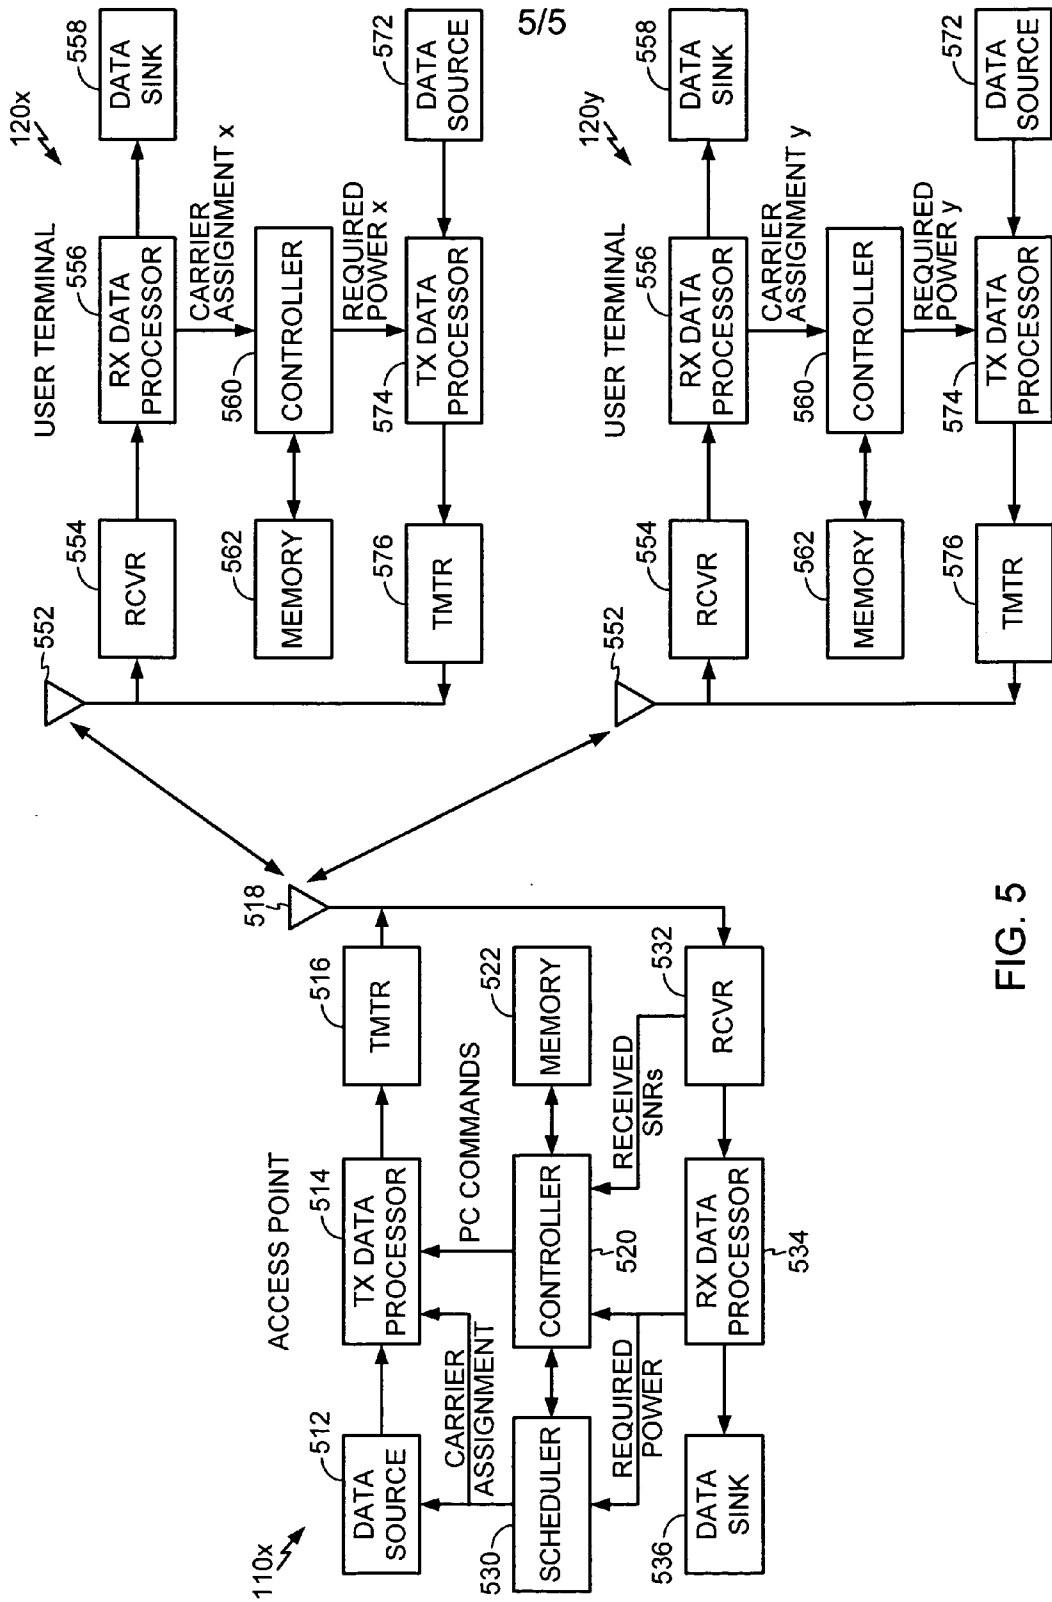 5/5
110x
ACCESS POINT
512
DATA
SOURCE
514
TX DATA
PROCESSOR
516
TMTR
518
CARRIER
ASSIGNMENT
PC COMMANDS
530
SCHEDULER
CONTROLLER
520
522
MEMORY
REQUIRED
POWER
RECEIVED
SNRs
536
DATA
SINK
RX DATA
PROCESSOR
534
532
RCVR
USER TERMINAL
120x
552
554
RCVR
556
RX DATA
PROCESSOR
558
DATA
SINK
CARRIER
ASSIGNMENT x
562
MEMORY
560
CONTROLLER
REQUIRED
POWER x
576
TMTR
574
TX DATA
PROCESSOR
572
DATA
SOURCE
USER TERMINAL
120y
552
554
RCVR
556
RX DATA
PROCESSOR
558
DATA
SINK
CARRIER
ASSIGNMENT y
562
MEMORY
560
CONTROLLER
REQUIRED
POWER y
576
TMTR
574
TX DATA
PROCESSOR
572
DATA
SOURCE
FIG. 5